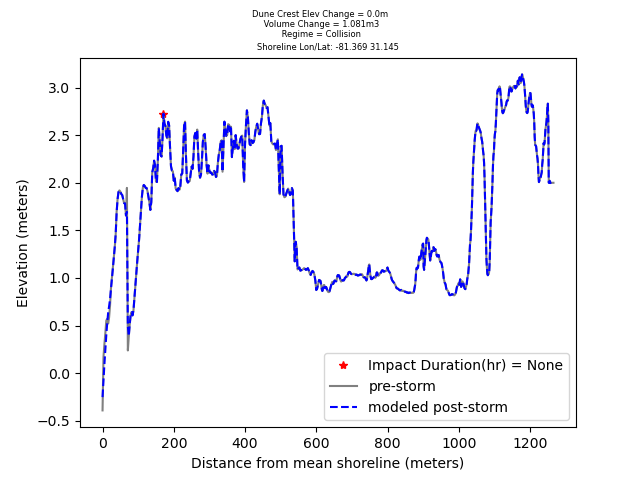 Dune Crest Elev Change = 0.0m
Volume Change = 1.081m3
Regime = Collision
Shoreline Lon/Lat: -81.369 31.145
3.0
2.5
2.0
1.5
1.0
0.5
0.0
−0.5
Elevation (meters)
Impact Duration(hr) = None
pre-storm
modeled post-storm
0 200 400 600 800 1000 1200
Distance from mean shoreline (meters)